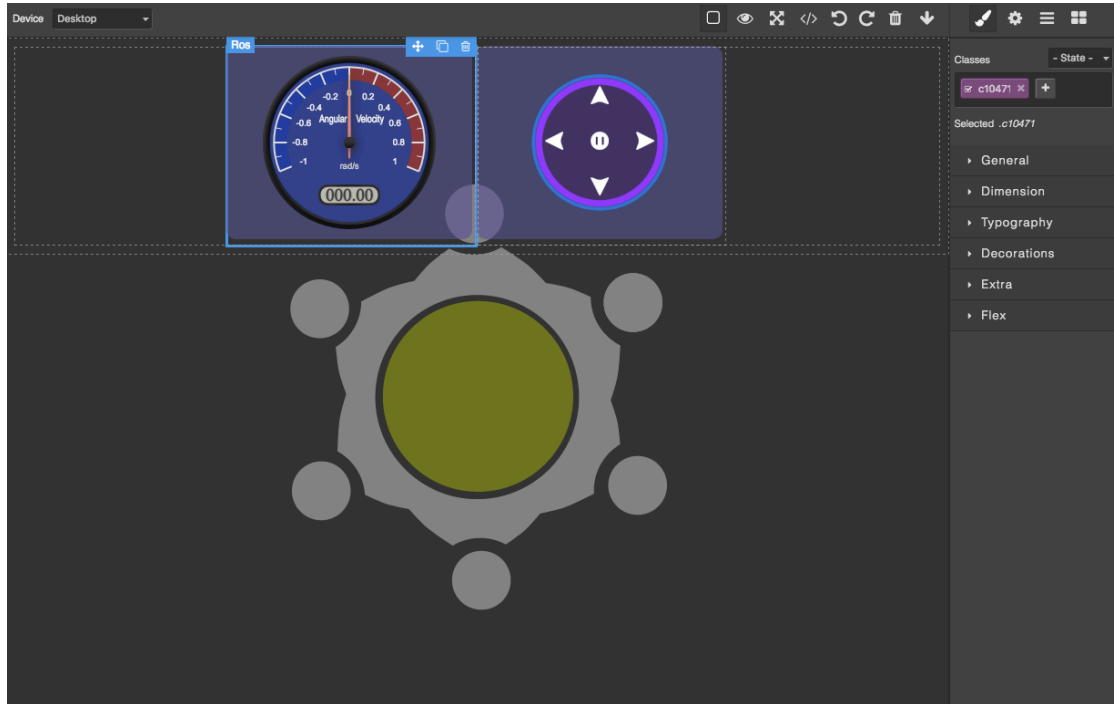 Device Desktop
- State -
Classes
c10471
Selected .c10471
General
Dimension
Typography
Decorations
Extra
Flex
Ros
-0.2 0.2
-0.4 0.4
-0.6 Angular Velocity 0.6
-0.8 0.8
-1 rad/s 1
000.00